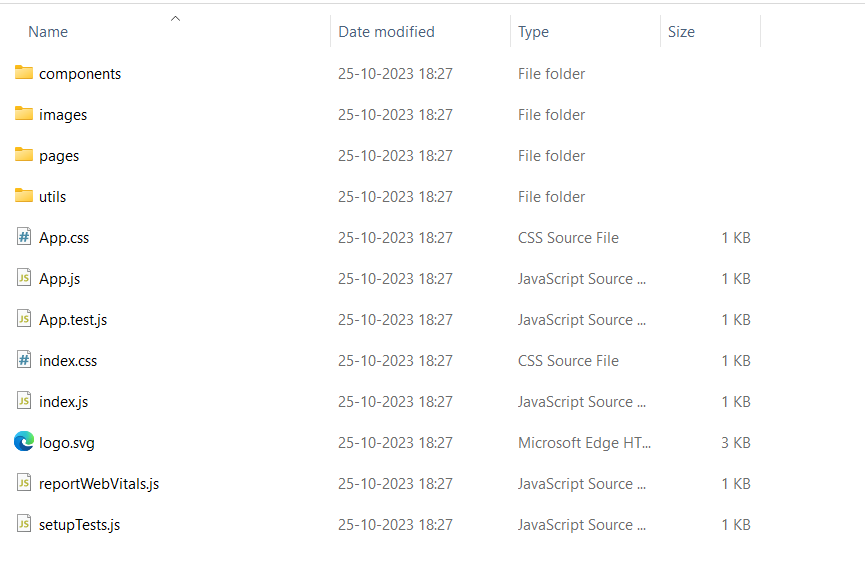 Name Date modified Type Size
components 25-10-2023 18:27 File folder
images 25-10-2023 18:27 File folder
pages 25-10-2023 18:27 File folder
utils 25-10-2023 18:27 File folder
# App.css 25-10-2023 18:27 CSS Source File 1 KB
JS App.js 25-10-2023 18:27 JavaScript Source ... 1 KB
JS App.test.js 25-10-2023 18:27 JavaScript Source ... 1 KB
# index.css 25-10-2023 18:27 CSS Source File 1 KB
JS index.js 25-10-2023 18:27 JavaScript Source ... 1 KB
logo.svg 25-10-2023 18:27 Microsoft Edge HT... 3 KB
JS reportWebVitals.js 25-10-2023 18:27 JavaScript Source ... 1 KB
JS setupTests.js 25-10-2023 18:27 JavaScript Source ... 1 KB